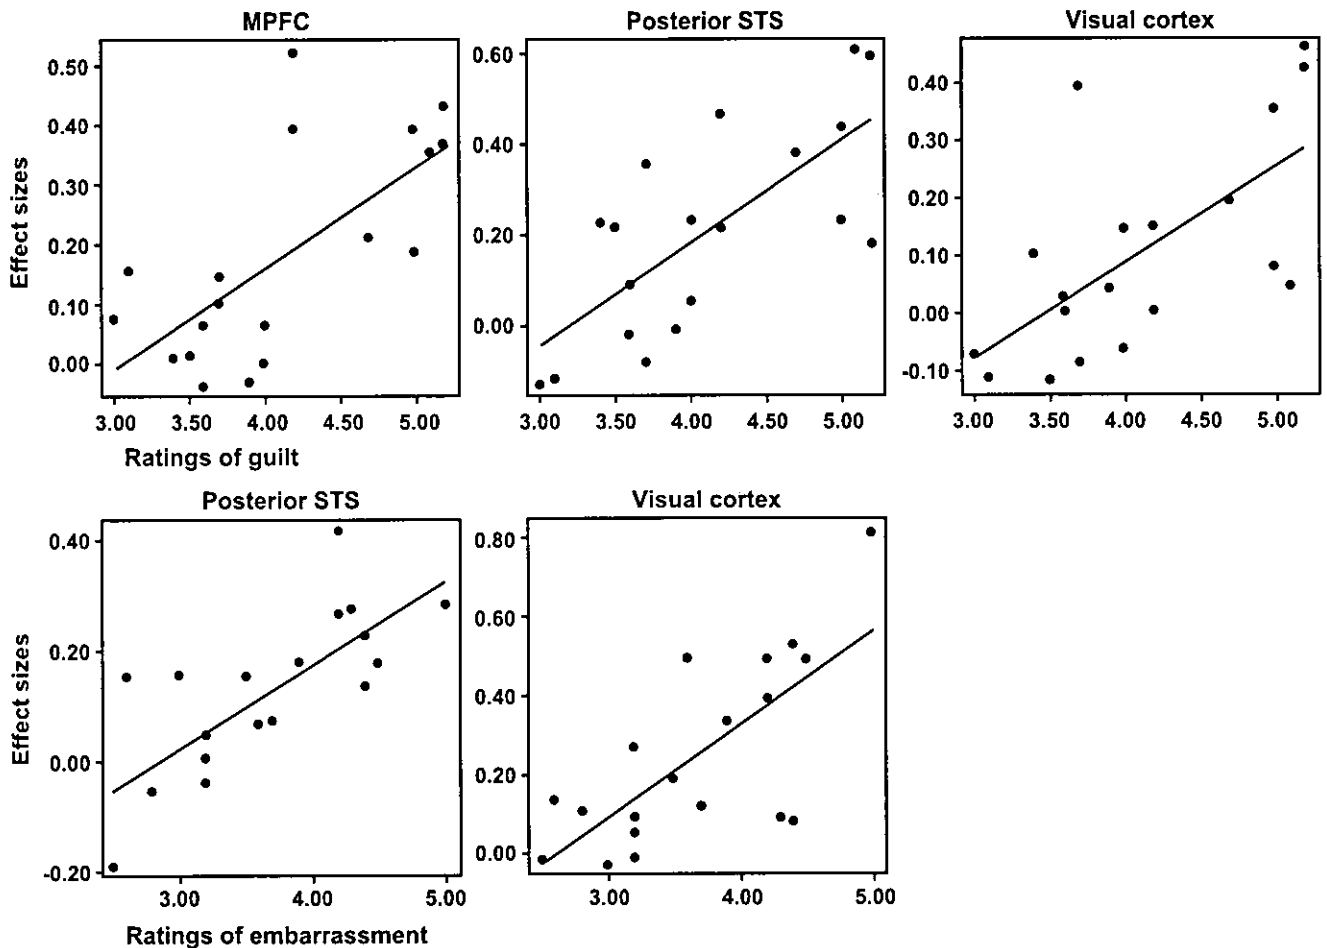 MPFC
Posterior STS
Visual cortex
Effect sizes
0.50
0.40
0.30
0.20
0.10
0.00
3.00 3.50 4.00 4.50 5.00
0.60
0.40
0.20
0.00
3.00 3.50 4.00 4.50 5.00
0.40
0.30
0.20
0.10
0.00
-0.10
3.00 3.50 4.00 4.50 5.00
Ratings of guilt
Posterior STS
Visual cortex
Effect sizes
0.40
0.20
0.00
-0.20
3.00 4.00 5.00
0.80
0.60
0.40
0.20
0.00
3.00 4.00 5.00
Ratings of embarrassment